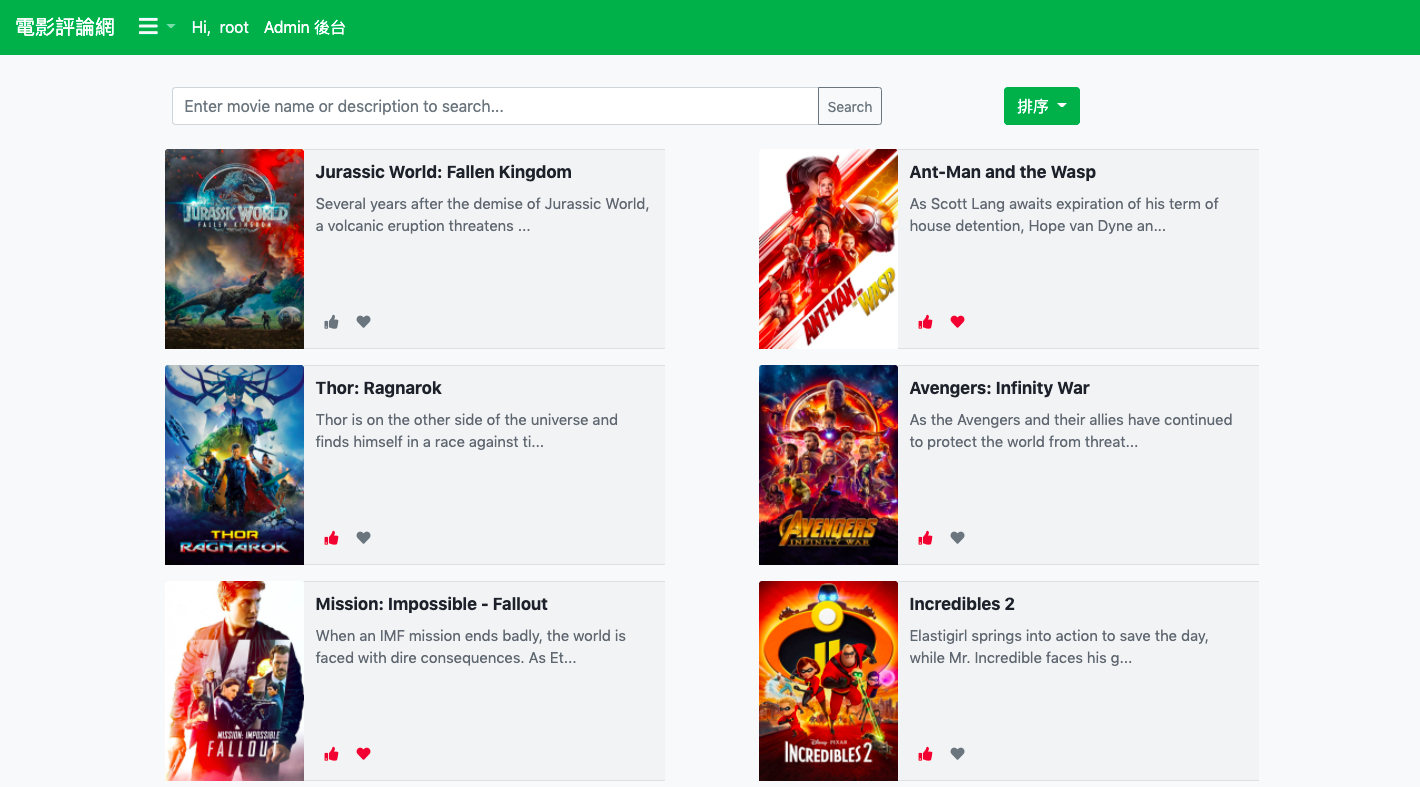 電影評論網 Hi, root Admin 後台
Enter movie name or description to search... Search 排序
JURASSIC WORLD
FALLEN KINGDOM
Jurassic World: Fallen Kingdom
Several years after the demise of Jurassic World,
a volcanic eruption threatens ...
ANT-MAN AND THE WASP
Ant-Man and the Wasp
As Scott Lang awaits expiration of his term of
house detention, Hope van Dyne an...
THOR
RAGNAROK
Thor: Ragnarok
Thor is on the other side of the universe and
finds himself in a race against ti...
AVENGERS
INFINITY WAR
Avengers: Infinity War
As the Avengers and their allies have continued
to protect the world from threat...
MISSION: IMPOSSIBLE
FALLOUT
Mission: Impossible - Fallout
When an IMF mission ends badly, the world is
faced with dire consequences. As Et...
Disney PIXAR
INCREDIBLES 2
Incredibles 2
Elastigirl springs into action to save the day,
while Mr. Incredible faces his g...